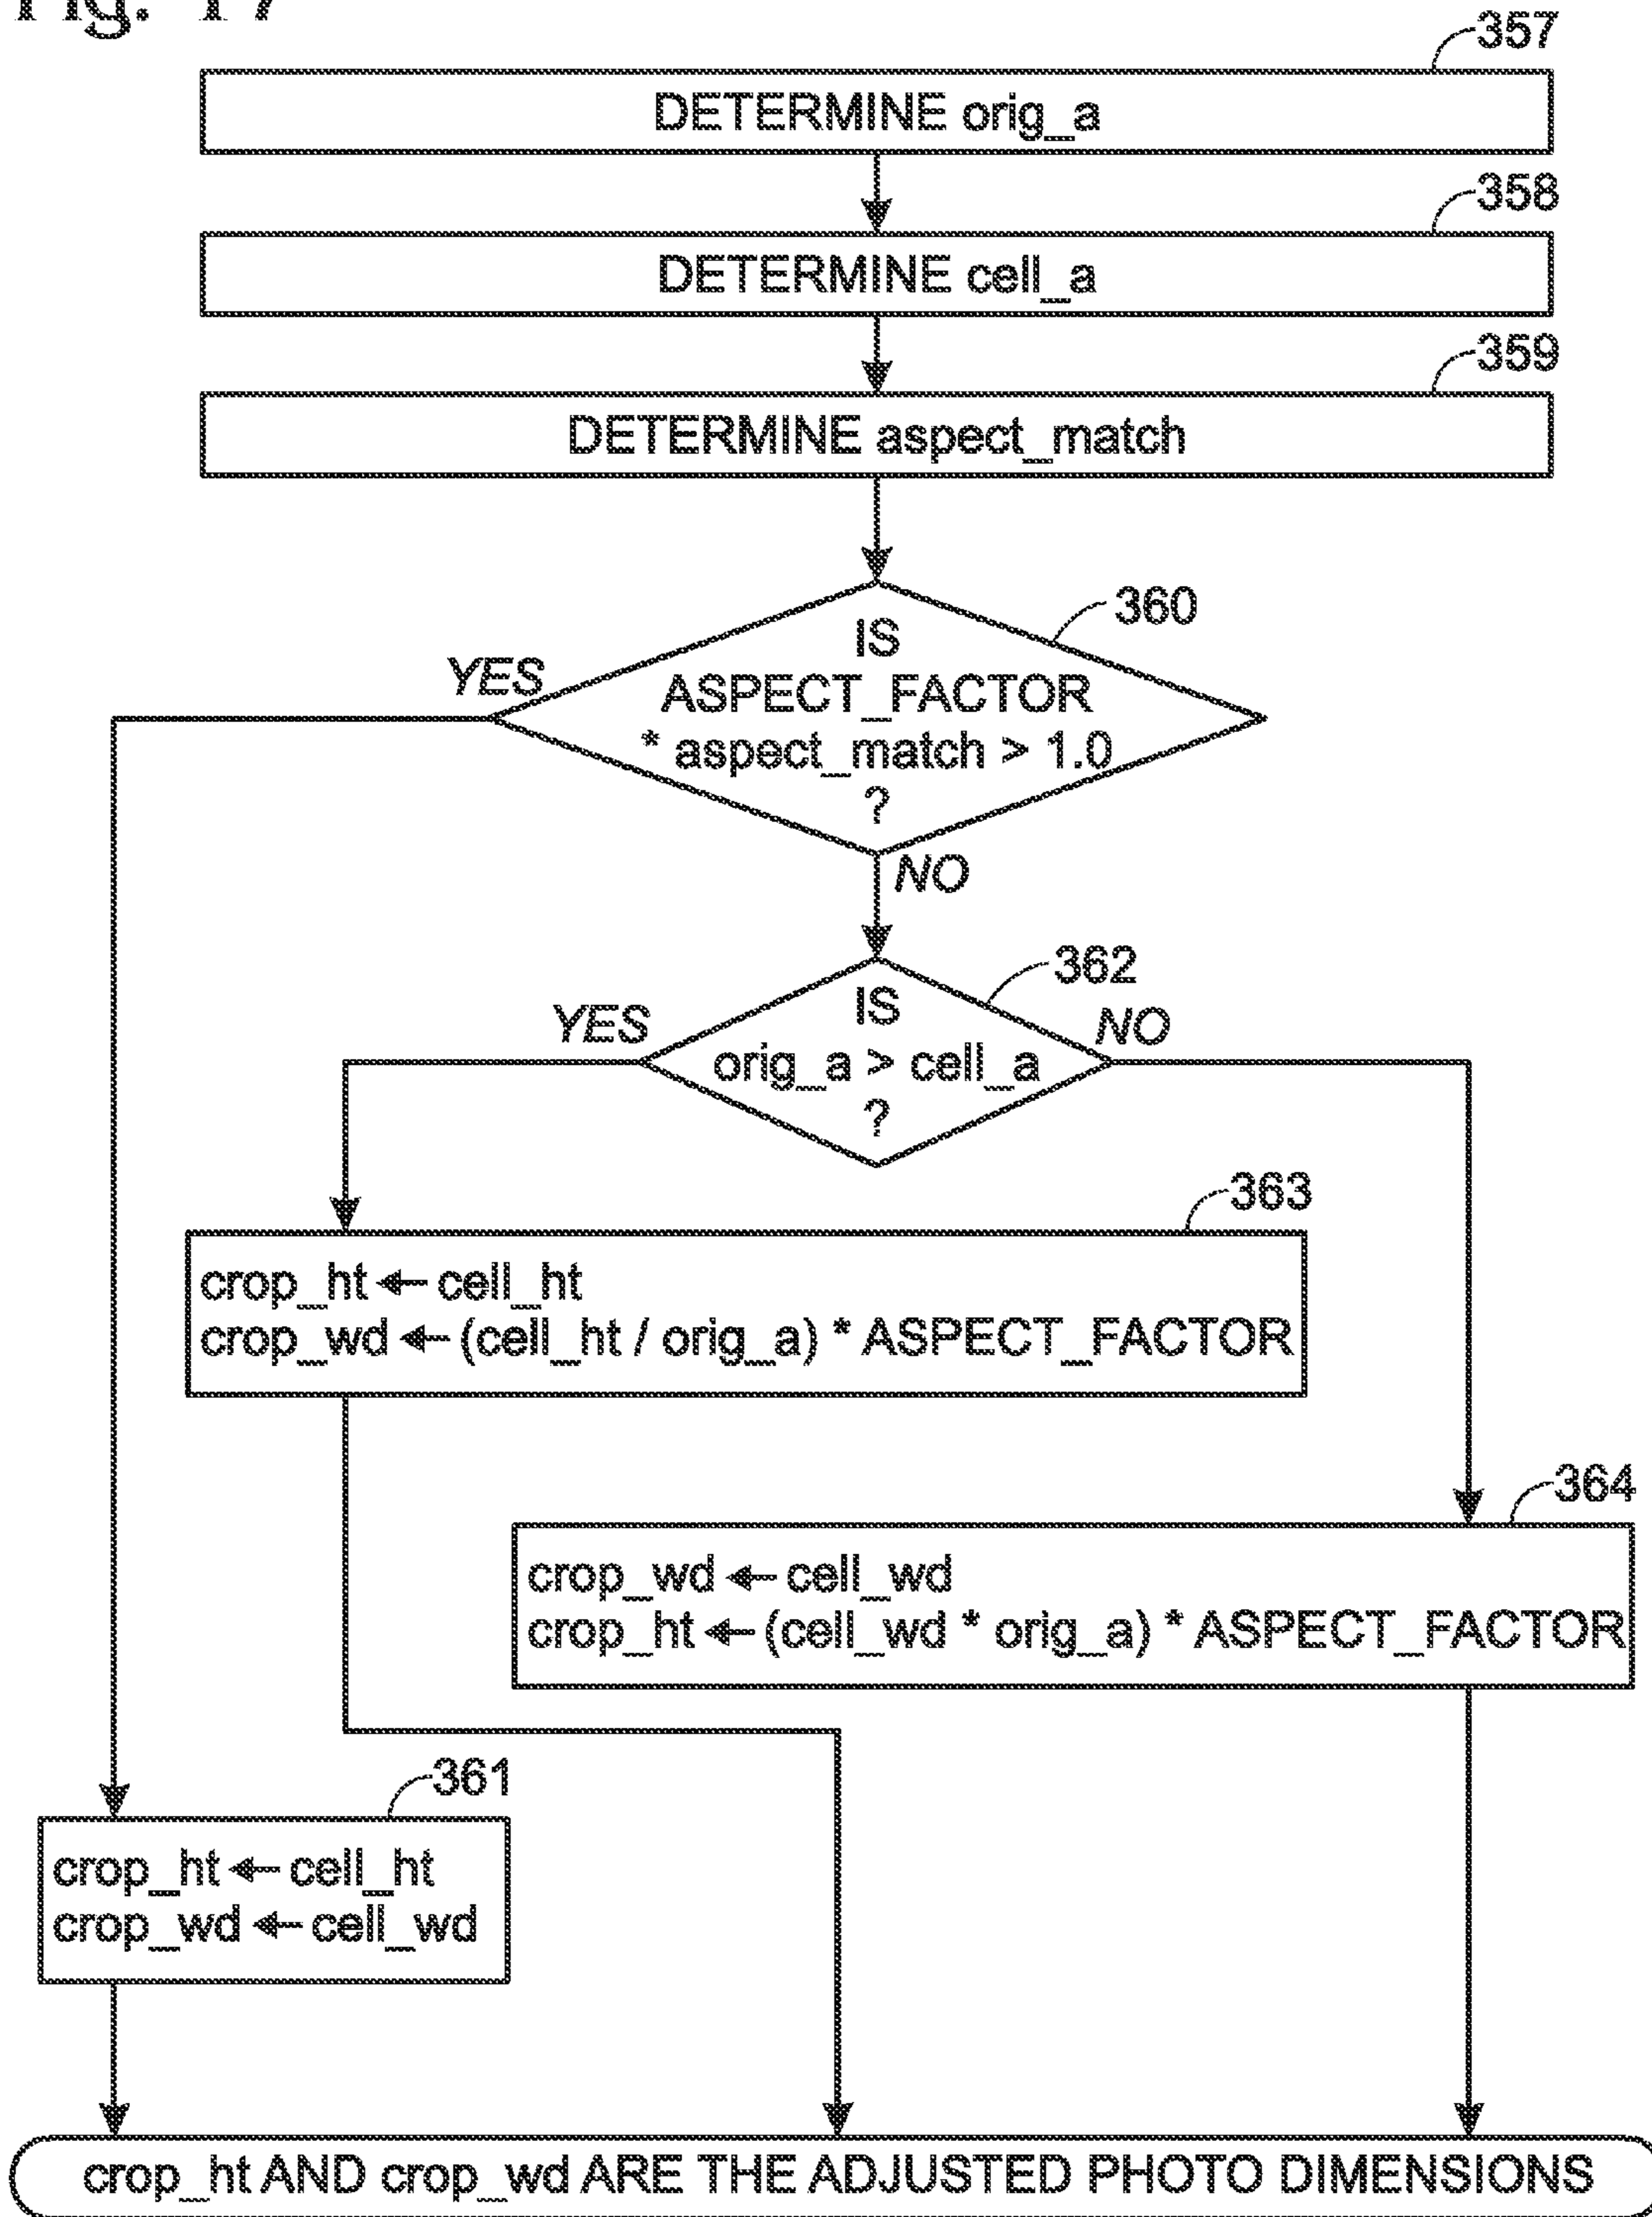 Fig. 17
357
DETERMINE orig_a
358
DETERMINE cell_a
359
DETERMINE aspect_match
360
IS
YES
ASPECT_FACTOR
* aspect_match > 1.0
?
NO
362
IS
YES
NO
orig_a > cell_a
?
363
crop_ht ← cell_ht
crop_wd ← (cell_ht / orig_a) * ASPECT_FACTOR
364
crop_wd ← cell_wd
crop_ht ← (cell_wd * orig_a) * ASPECT_FACTOR
361
crop_ht ← cell_ht
crop_wd ← cell_wd
crop_ht AND crop_wd ARE THE ADJUSTED PHOTO DIMENSIONS